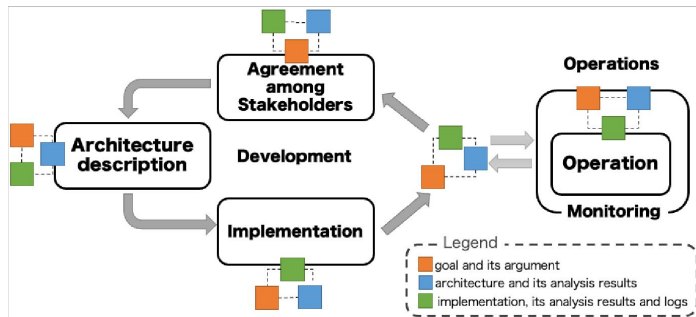 Agreement
among
Stakeholders
Operations
Architecture
description
Development
Operation
Implementation
Monitoring
Legend
goal and its argument
architecture and its analysis results
implementation, its analysis results and logs